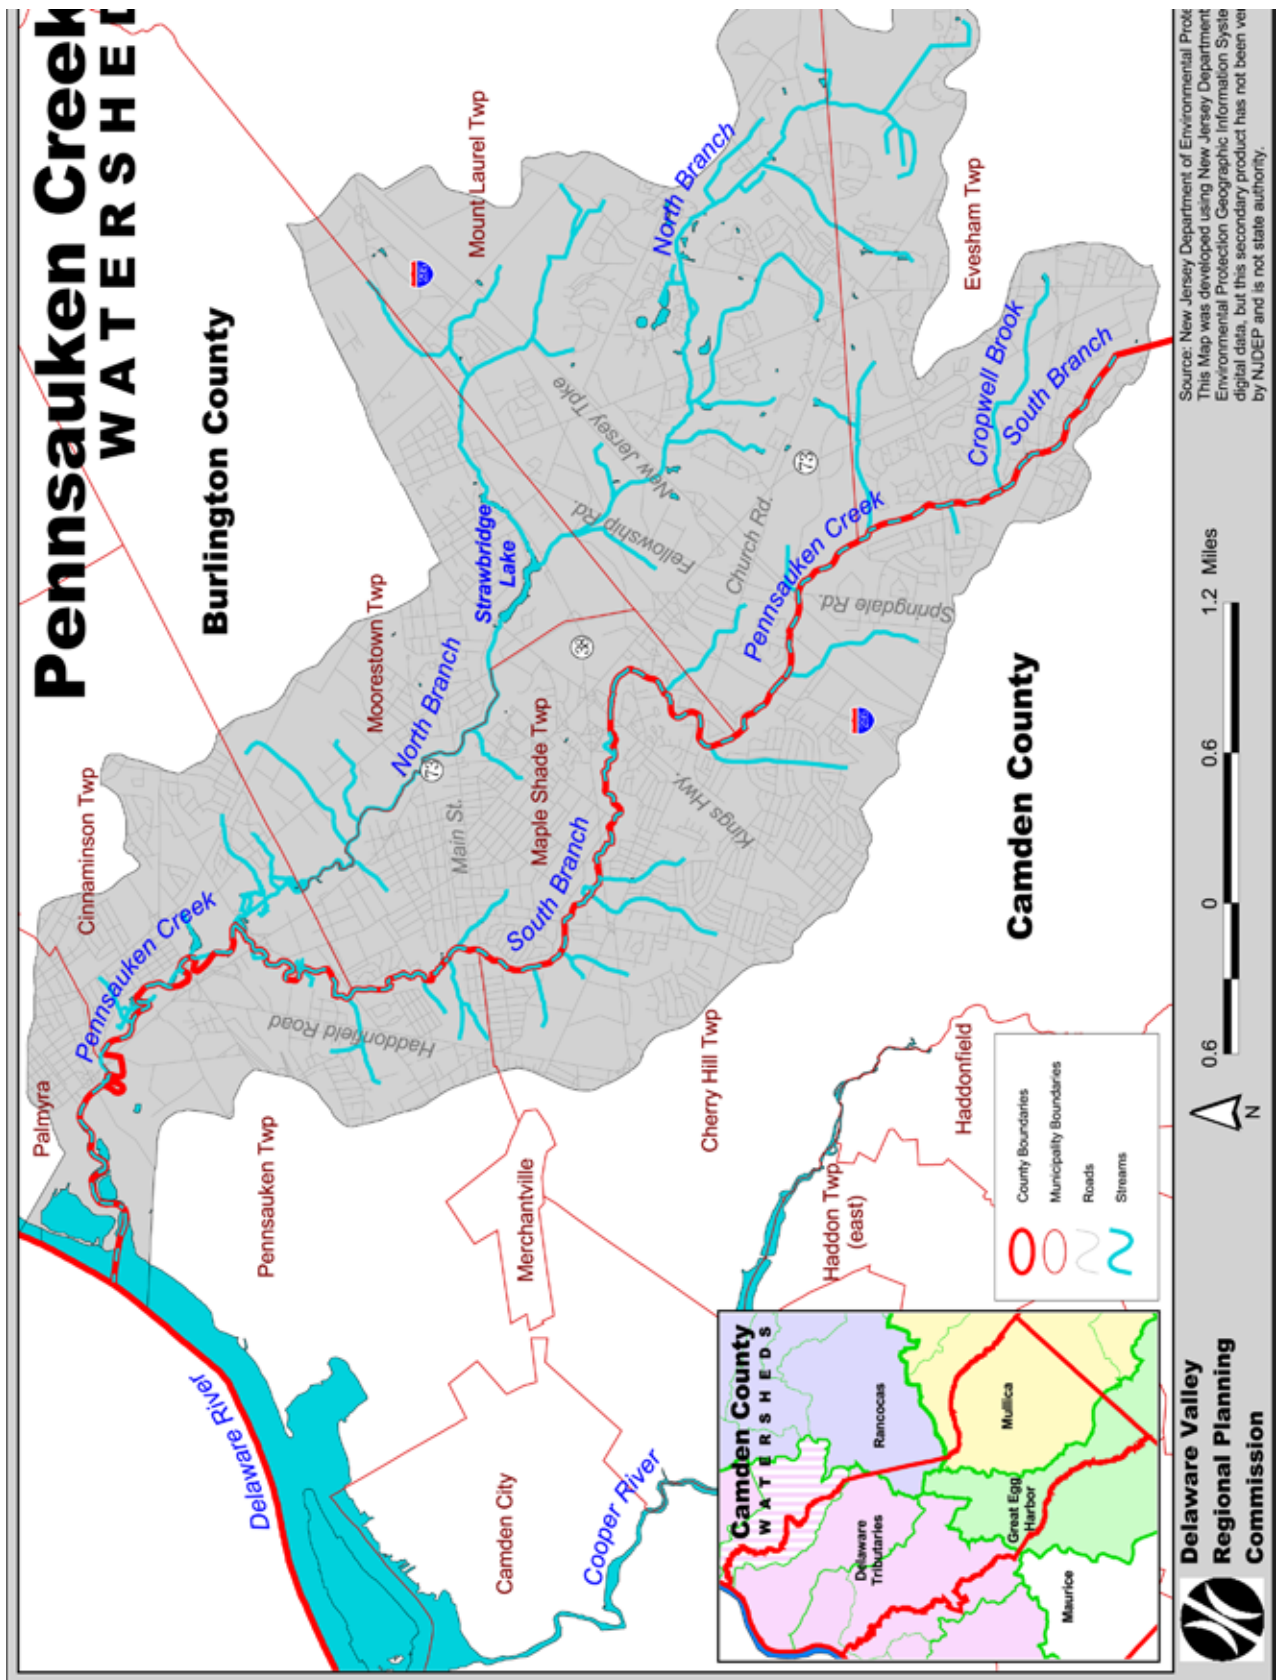 Pennsauken Creek
WATERSHED
Burlington County
Camden County
Mount Laurel Twp
Evesham Twp
Moorestown Twp
Cinnaminson Twp
Maple Shade Twp
Palmyra
Pennsauken Twp
Merchantville
Cherry Hill Twp
Haddonfield
Haddon Twp
(east)
Camden City
North Branch
Cropwell Brook
South Branch
Strawbridge
Lake
North Branch
Pennsauken Creek
South Branch
Pennsauken Creek
Delaware River
Cooper River
New Jersey Tpke
Fellowship Rd.
Church Rd.
Springdale Rd.
Main St.
Kings Hwy.
Haddonfield Road
73
38
73
County Boundaries
Municipality Boundaries
Roads
Streams
Camden County
WATERSHEDS
Rancocas
Mullica
Delaware
Tributaries
Great Egg
Harbor
Maurice
Delaware Valley
Regional Planning
Commission
N
0.6 0 0.6 1.2 Miles
Source: New Jersey Department of Environmental Prote
This Map was developed using New Jersey Department
Environmental Protection Geographic Information Syste
digital data, but this secondary product has not been ver
by NJDEP and is not state authority.